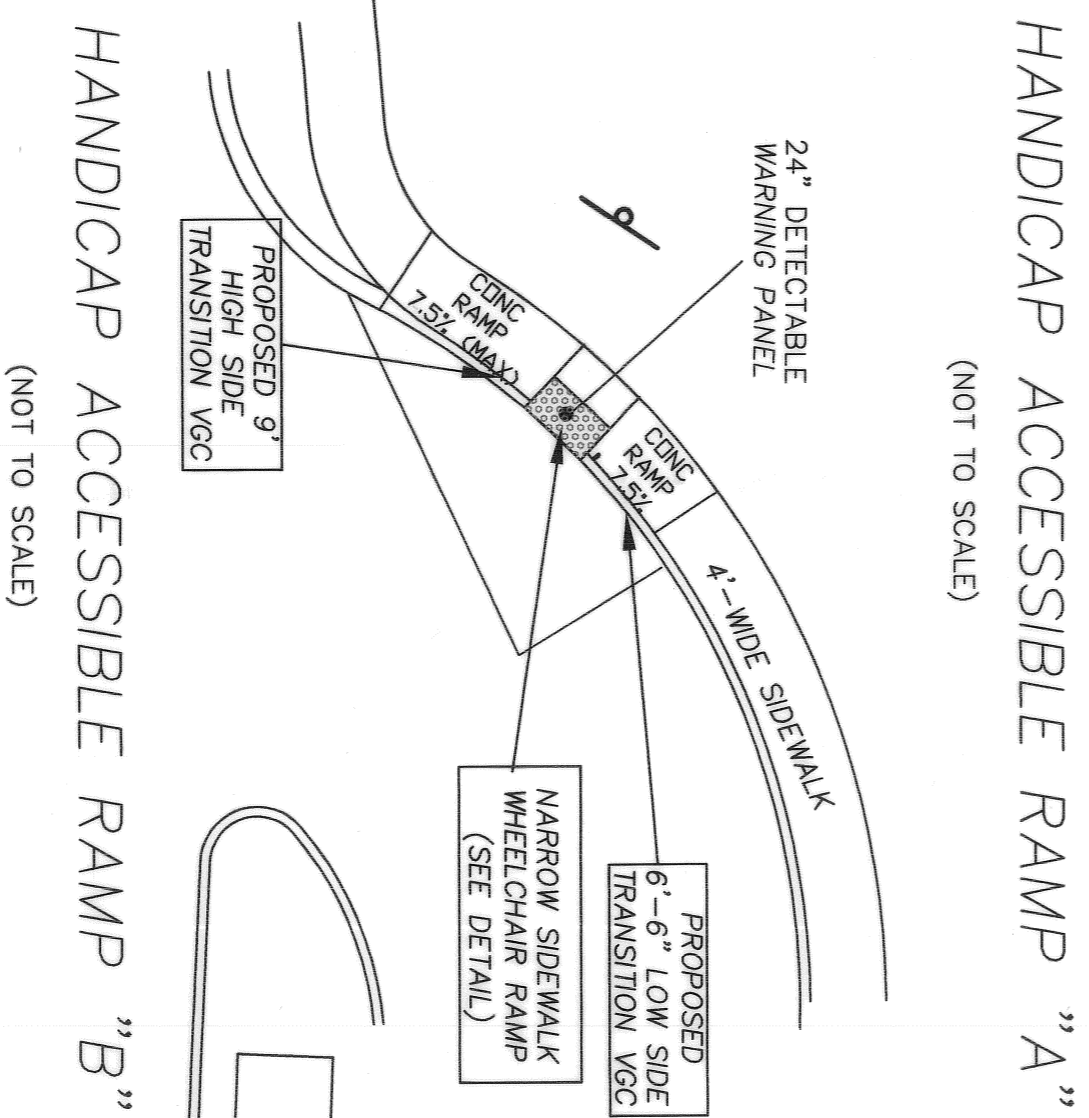 HANDICAP ACCESSIBLE RAMP "A"
(NOT TO SCALE)
24" DETECTABLE
WARNING PANEL
CONC
RAMP
7.5% (MAX)
CONC
RAMP
7.5%
4'-WIDE SIDEWALK
PROPOSED
6'-6" LOW SIDE
TRANSITION VGC
NARROW SIDEWALK
WHEELCHAIR RAMP
(SEE DETAIL)
PROPOSED 9'
HIGH SIDE
TRANSITION VGC
HANDICAP ACCESSIBLE RAMP "B"
(NOT TO SCALE)